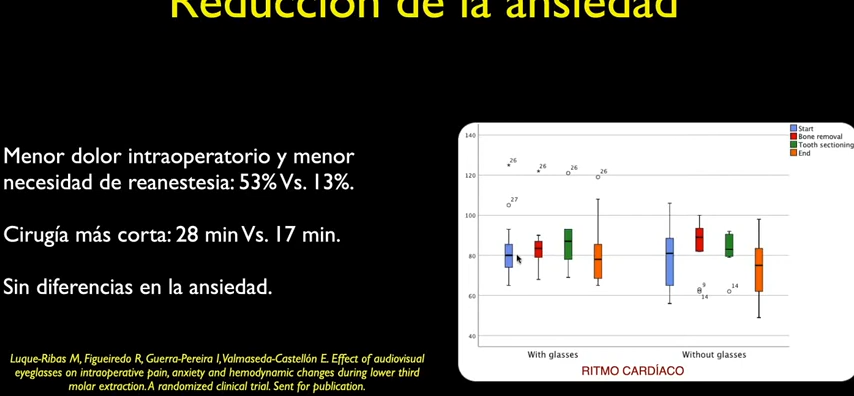 Reducción de la ansiedad
Menor dolor intraoperatorio y menor
necesidad de reanestesia: 53% Vs. 13%.
Cirugía más corta: 28 min Vs. 17 min.
Sin diferencias en la ansiedad.
Luque-Ribas M, Figueiredo R, Guerra-Pereira I, Valmaseda-Castellón E. Effect of audiovisual
eyeglasses on intraoperative pain, anxiety and hemodynamic changes during lower third
molar extraction. A randomized clinical trial. Sent for publication.
Start
Bone removal
Tooth sectioning
End
140
120
100
80
60
40
26
27
26
26
26
9
14
14
With glasses
Without glasses
RITMO CARDÍACO